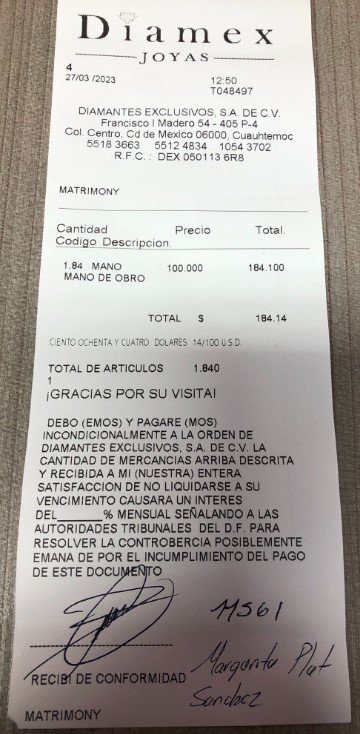 Diamex
JOYAS
4
27/03 /2023 12:50
T048497
DIAMANTES EXCLUSIVOS, S.A. DE C.V.
Francisco I Madero 54 - 405 P-4
Col. Centro, Cd de Mexico 06000, Cuauhtemoc
5518 3663 5512 4834 1054 3702
R.F.C. : DEX 050113 6R8
MATRIMONY
Cantidad Precio Total.
Codigo Descripcion.
1.84 MANO 100.000 184.100
MANO DE OBRO
TOTAL $ 184.14
CIENTO OCHENTA Y CUATRO DOLARES 14/100 U.S.D.
TOTAL DE ARTICULOS 1.840
1
¡GRACIAS POR SU VISITA!
DEBO (EMOS) Y PAGARE (MOS)
INCONDICIONALMENTE A LA ORDEN DE
DIAMANTES EXCLUSIVOS, S.A. DE C.V. LA
CANTIDAD DE MERCANCIAS ARRIBA DESCRITA
Y RECIBIDA A MI (NUESTRA) ENTERA
SATISFACCION DE NO LIQUIDARSE A SU
VENCIMIENTO CAUSARA UN INTERES
DEL______% MENSUAL SEÑALANDO A LAS
AUTORIDADES TRIBUNALES DEL D.F. PARA
RESOLVER LA CONTROBERCIA POSIBLEMENTE
EMANA DE POR EL INCUMPLIMIENTO DEL PAGO
DE ESTE DOCUMENTO
Margarita
RECIBI DE CONFORMIDAD
Sanchez
MATRIMONY